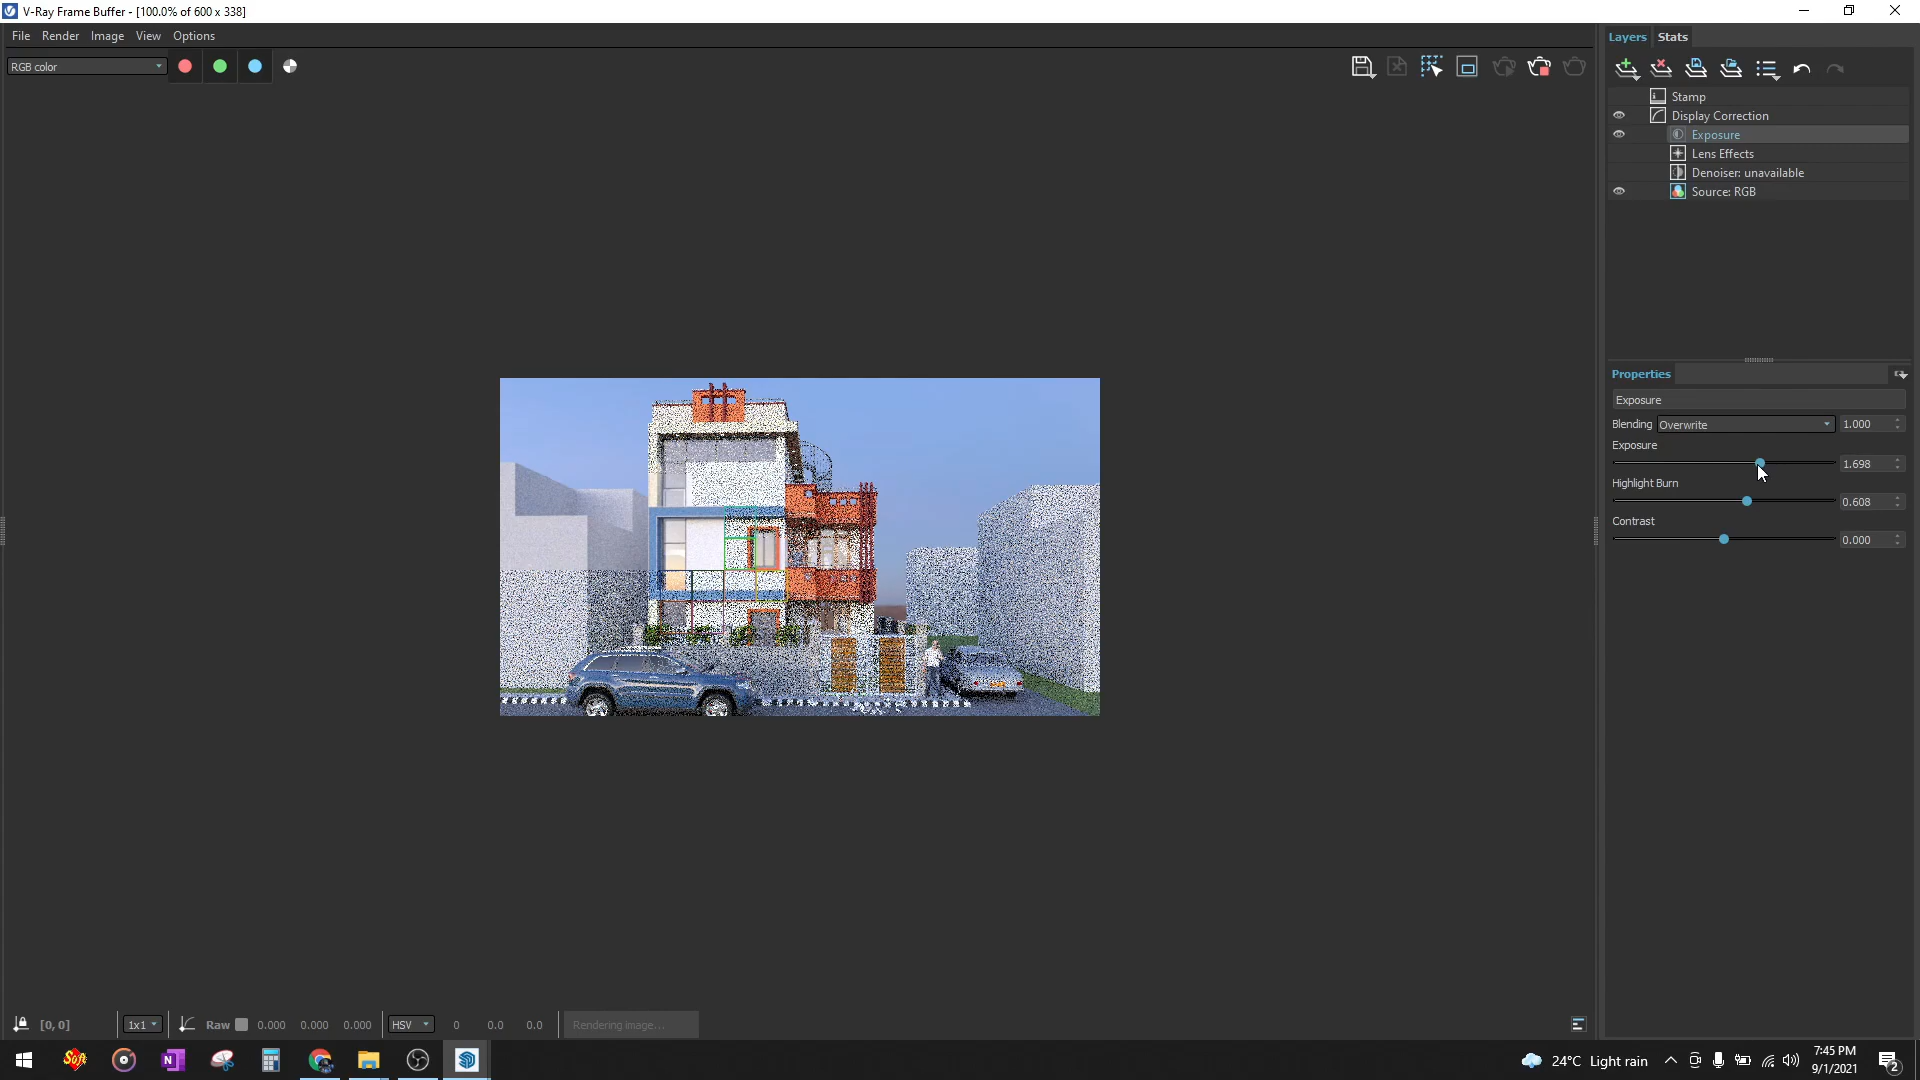 V-Ray Frame Buffer - [100.0% of 600 x 338]
File Render Image View Options
RGB color
Layers Stats
Stamp
Display Correction
Exposure
Lens Effects
Denoiser: unavailable
Source: RGB
Properties
Exposure
Blending Overwrite 1.000
Exposure
1.698
Highlight Burn
0.608
Contrast
0.000
[0, 0] 1x1 Raw 0.000 0.000 0.000 HSV 0 0.0 0.0 Rendering image...
Soft N 24°C Light rain 7:45 PM
9/1/2021
2